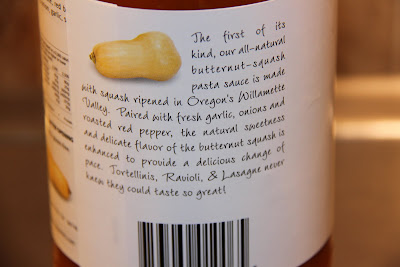 The first of its
kind, our all-natural
butternut-squash
pasta sauce is made
with squash ripened in Oregon's Willamette
Valley. Paired with fresh garlic, onions and
roasted red pepper, the natural sweetness
and delicate flavor of the butternut squash is
enhanced to provide a delicious change of
pace. Tortellinis, Ravioli, & Lasagne never
knew they could taste so great!